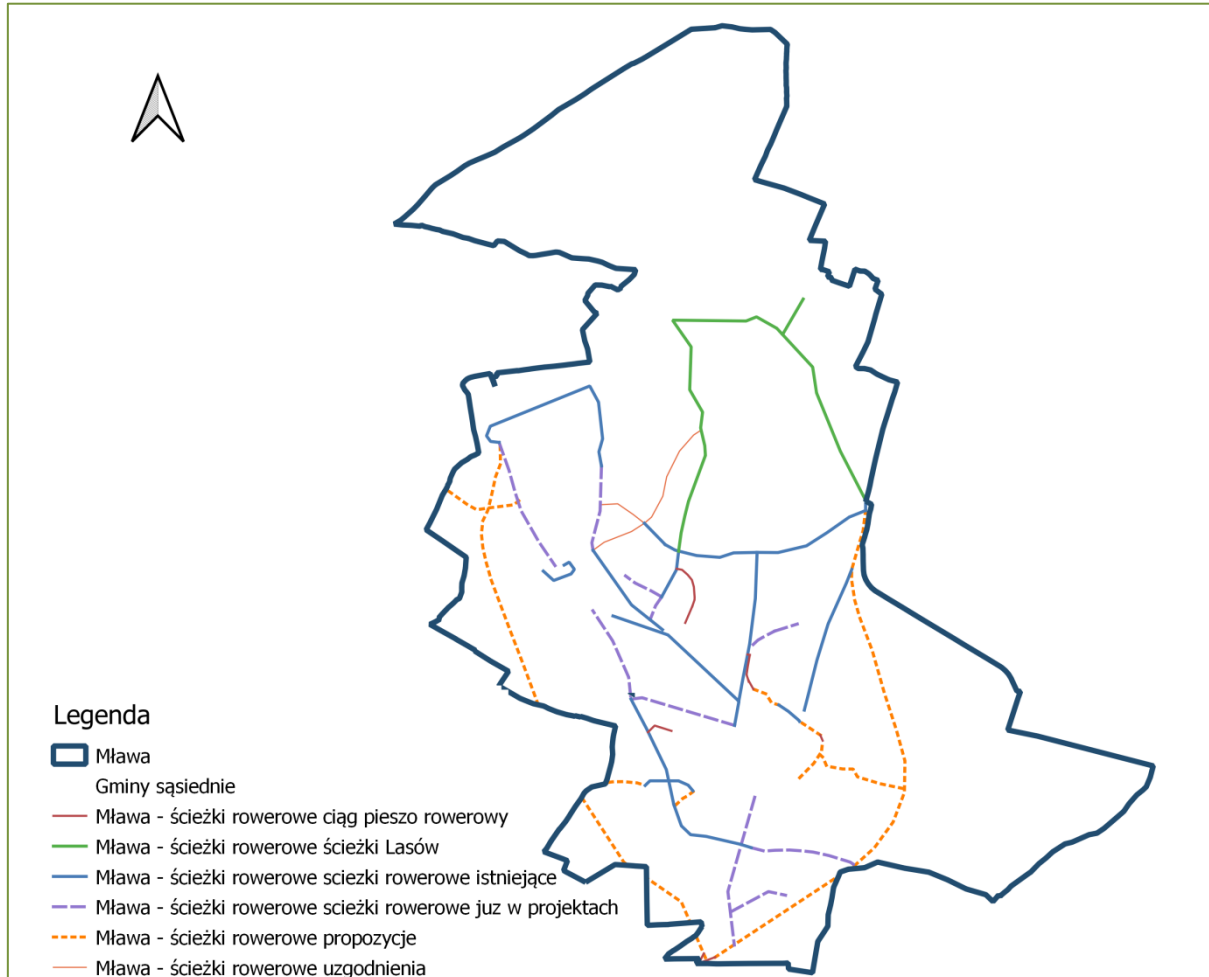 Legenda
Mława
Gminy sąsiednie
Mława - ścieżki rowerowe ciąg pieszo rowerowy
Mława - ścieżki rowerowe ścieżki Lasów
Mława - ścieżki rowerowe sciezki rowerowe istniejące
Mława - ścieżki rowerowe scieżki rowerowe juz w projektach
Mława - ścieżki rowerowe propozycje
Mława - ścieżki rowerowe uzgodnienia